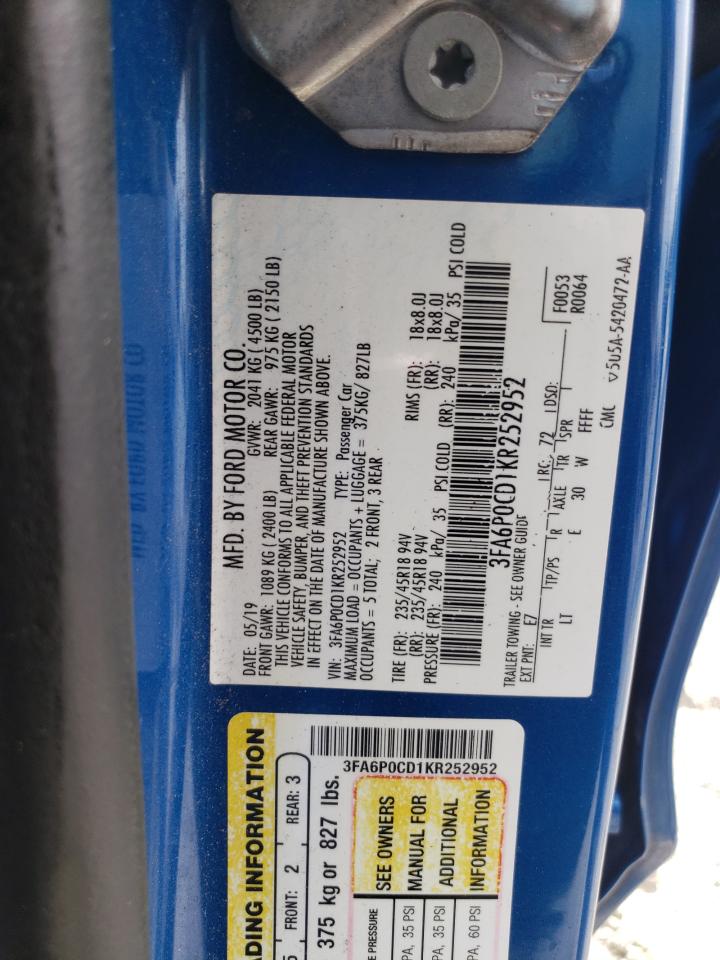 MFD. BY FORD MOTOR CO.
DATE: 05/19 GVWR: 2041 KG ( 4500 LB)
FRONT GAWR: 1089 KG ( 2400 LB) REAR GAWR: 975 KG ( 2150 LB)
THIS VEHICLE CONFORMS TO ALL APPLICABLE FEDERAL MOTOR
VEHICLE SAFETY, BUMPER, AND THEFT PREVENTION STANDARDS
IN EFFECT ON THE DATE OF MANUFACTURE SHOWN ABOVE.
VIN: 3FA6P0CD1KR252952 TYPE: Passenger Car
MAXIMUM LOAD = OCCUPANTS + LUGGAGE = 375KG/ 827LB
OCCUPANTS = 5 TOTAL; 2 FRONT, 3 REAR
TIRE (FR): 235/45R18 94V RIMS (FR): 18x8.0J
(RR): 235/45R18 94V (RR): 18x8.0J
PRESSURE (FR): 240 kPa/ 35 PSI COLD (RR): 240 kPa/ 35 PSI COLD
3FA6P0CD1KR252952
TRAILER TOWING - SEE OWNER GUIDE
EXT PNT: E7 RC: 72 DSO: F0053
R0064
INT TR TP/PS R AXLE TR SPR
LT E 30 W FFFF
CML ▽5U5A-5420472-AA
ADING INFORMATION
FRONT: 2 REAR: 3
375 kg or 827 lbs.
3FA6P0CD1KR252952
E PRESSURE SEE OWNERS
PA, 35 PSI MANUAL FOR
PA, 35 PSI ADDITIONAL
PA, 60 PSI INFORMATION